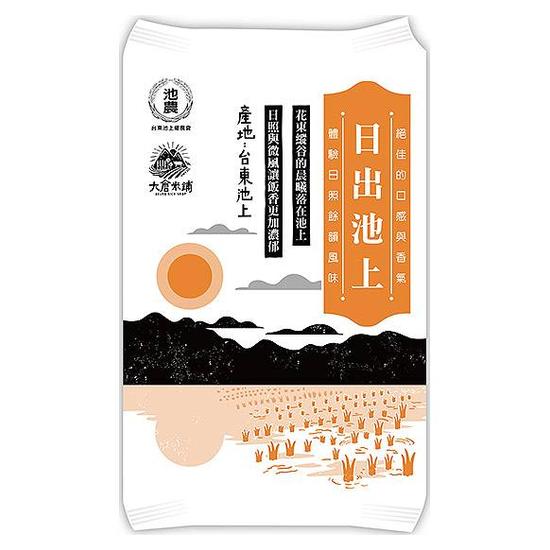 絕佳的口感與香氣
日出池上
體驗日照餘韻風味
花東縱谷的晨曦落在池上
日照與微風讓飯香更加濃郁
產地：台東池上
池農
台東池上鄉農會
大倉米鋪